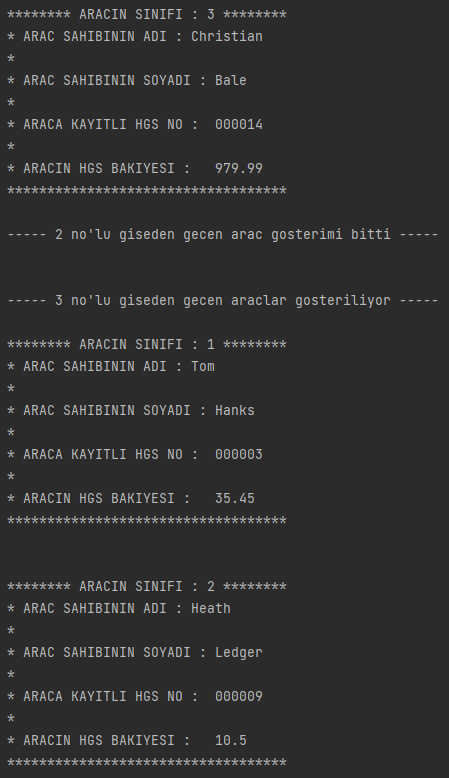 ******** ARACIN SINIFI : 3 ********
* ARAC SAHIBININ ADI : Christian
*
* ARAC SAHIBININ SOYADI : Bale
*
* ARACA KAYITLI HGS NO :  000014
*
* ARACIN HGS BAKIYESI :   979.99
***********************************
----- 2 no'lu giseden gecen arac gosterimi bitti -----
----- 3 no'lu giseden gecen araclar gosteriliyor -----
******** ARACIN SINIFI : 1 ********
* ARAC SAHIBININ ADI : Tom
*
* ARAC SAHIBININ SOYADI : Hanks
*
* ARACA KAYITLI HGS NO :  000003
*
* ARACIN HGS BAKIYESI :   35.45
***********************************
******** ARACIN SINIFI : 2 ********
* ARAC SAHIBININ ADI : Heath
*
* ARAC SAHIBININ SOYADI : Ledger
*
* ARACA KAYITLI HGS NO :  000009
*
* ARACIN HGS BAKIYESI :   10.5
***********************************